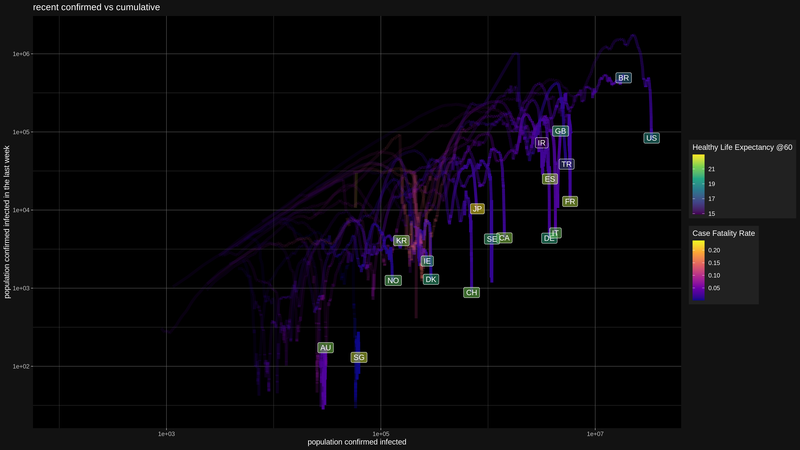 recent confirmed vs cumulative
population confirmed infected in the last week
1e+06
1e+05
1e+04
1e+03
1e+02
BR
US
GB
IR
TR
ES
FR
JP
KR
SE
CA
DE
IT
IE
NO
DK
CH
AU
SG
1e+03
1e+05
1e+07
population confirmed infected
Healthy Life Expectancy @60
21
19
17
15
Case Fatality Rate
0.20
0.15
0.10
0.05